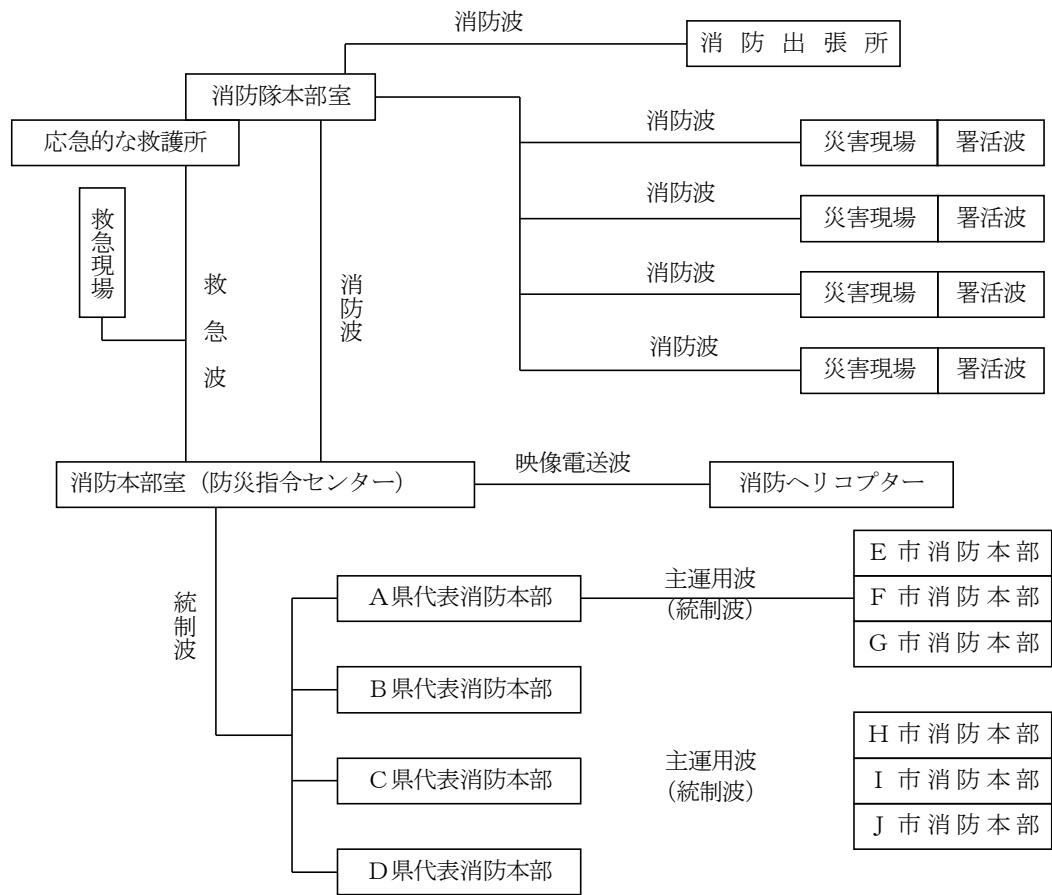 消防波
消 防 出 張 所
消防隊本部室
応急的な救護所
消防波
災害現場 署活波
救急現場
消防波
災害現場 署活波
救急波
消防波
消防波
災害現場 署活波
消防波
災害現場 署活波
消防本部室（防災指令センター）
映像電送波
消防ヘリコプター
統制波
A県代表消防本部
主運用波
（統制波）
E 市 消 防 本 部
F 市 消 防 本 部
G 市 消 防 本 部
B県代表消防本部
C県代表消防本部
主運用波
（統制波）
H 市 消 防 本 部
I 市 消 防 本 部
J 市 消 防 本 部
D県代表消防本部